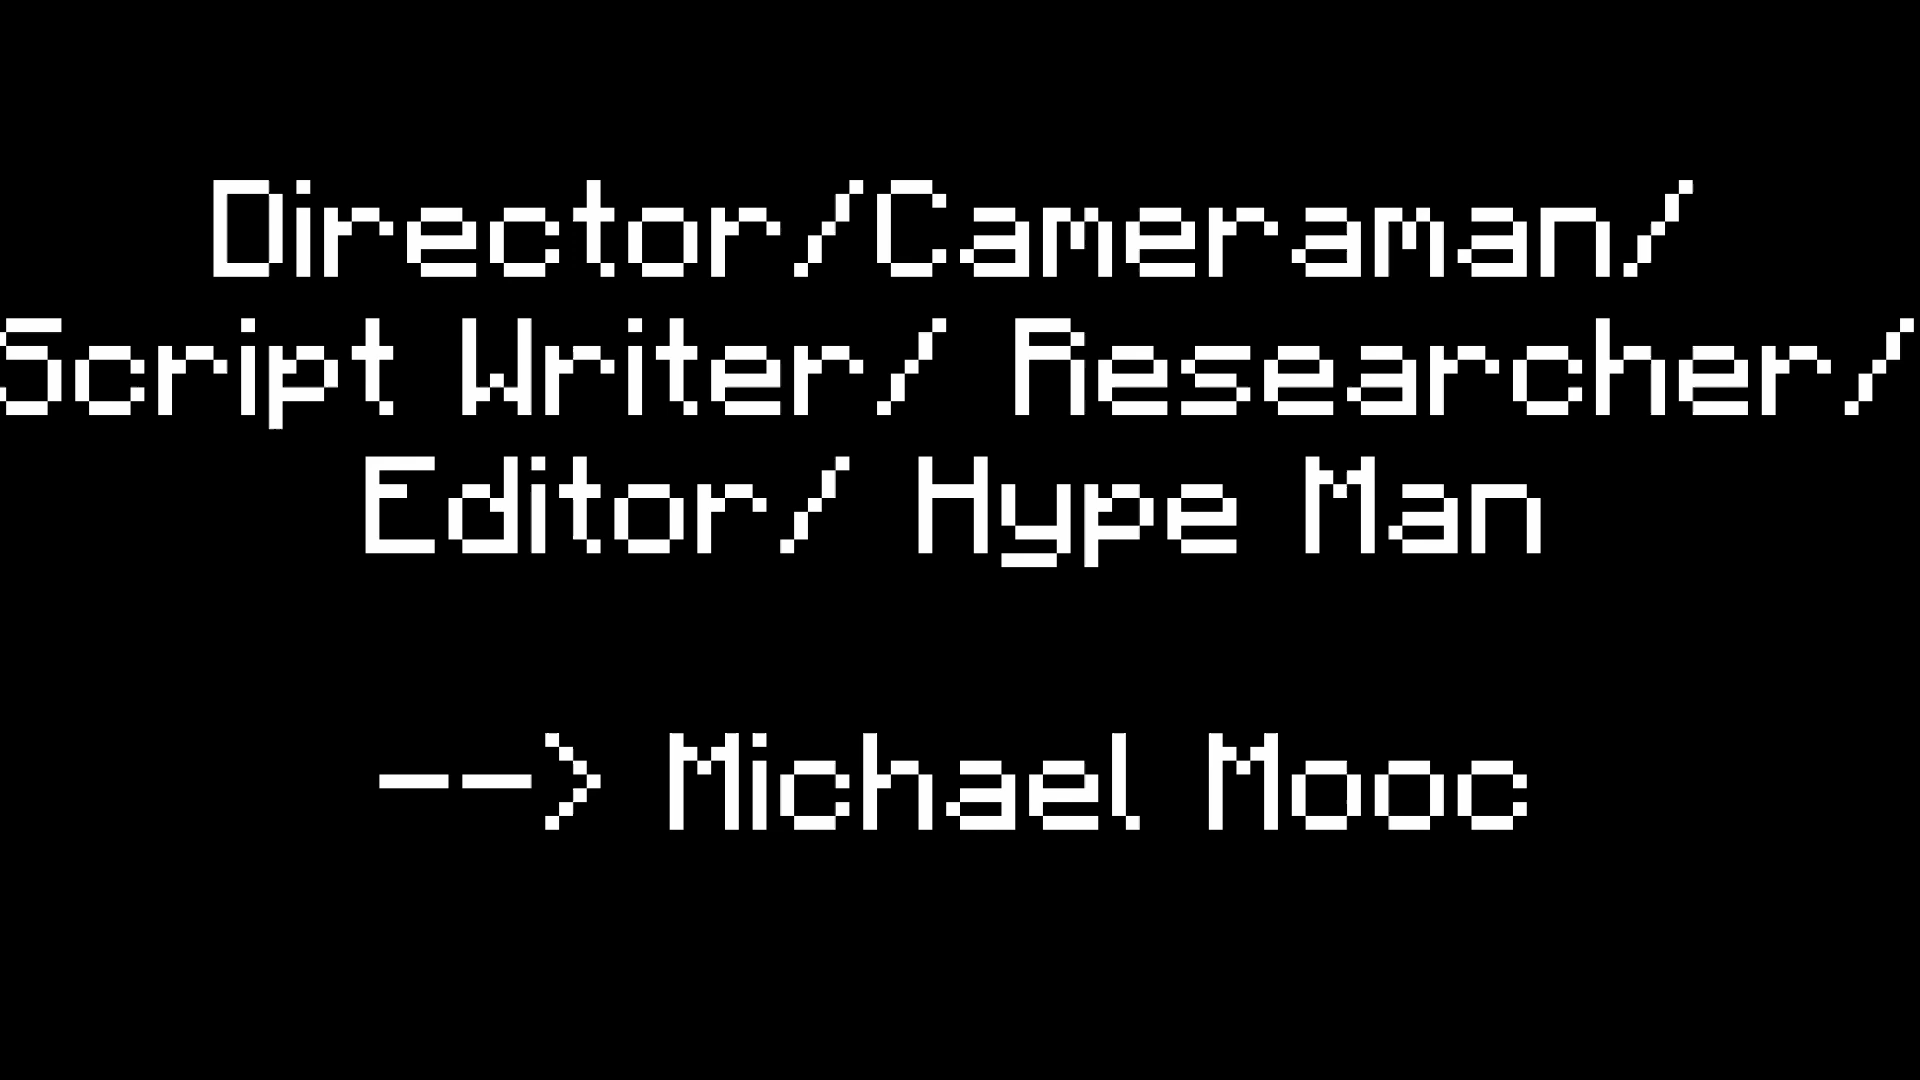 Director/Cameraman/
Script Writer/ Researcher/
Editor/ Hype Man
--> Michael Mooc